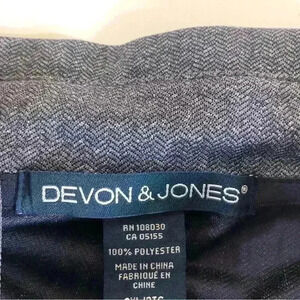 DEVON & JONES®
RN 108030
CA 05155
100% POLYESTER
MADE IN CHINA
FABRIQUÉ EN
CHINE